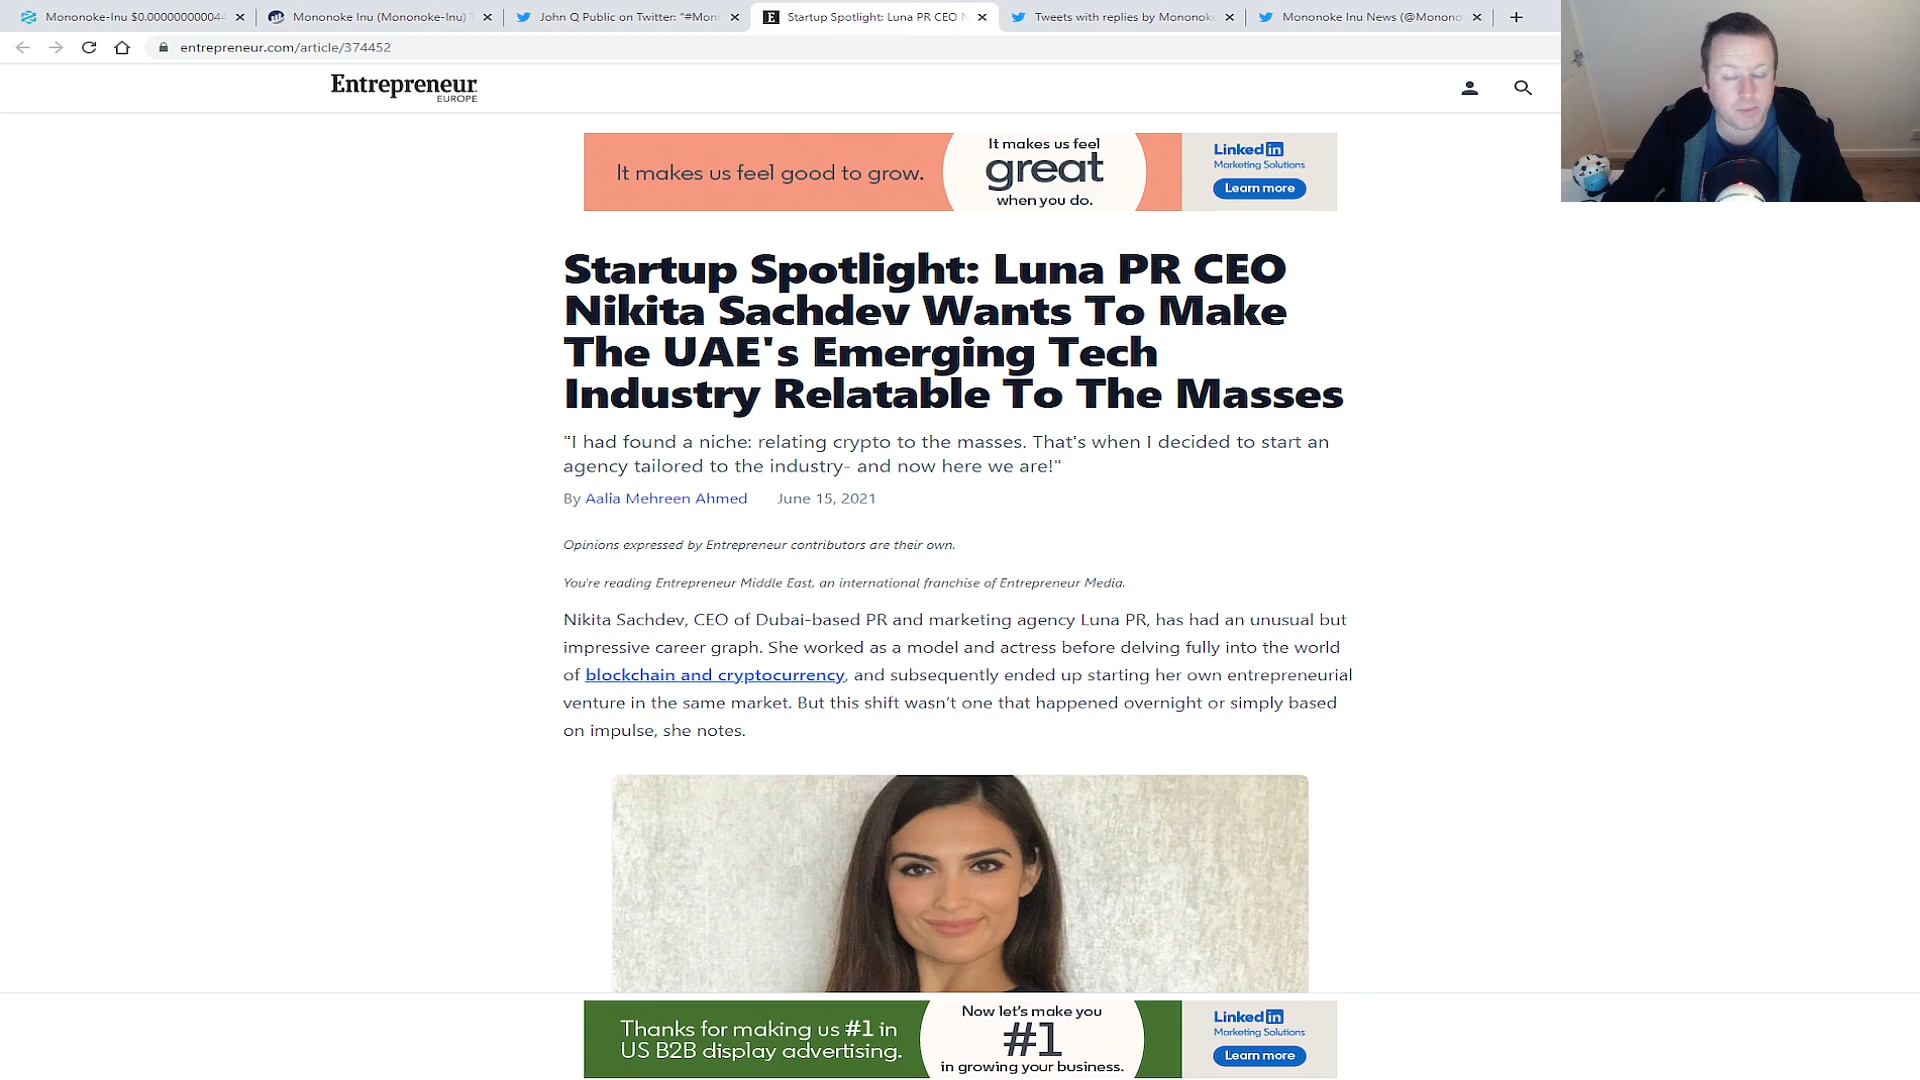 Mononoke-Inu $0.00000000004
Mononoke Inu (Mononoke-Inu)
John Q Public on Twitter: "#Mon
Startup Spotlight: Luna PR CEO
Tweets with replies by Mononok
Mononoke Inu News (@Monono
entrepreneur.com/article/374452
Entrepreneur
EUROPE
It makes us feel good to grow.
It makes us feel
great
when you do.
Linked in
Marketing Solutions
Learn more
Startup Spotlight: Luna PR CEO
Nikita Sachdev Wants To Make
The UAE's Emerging Tech
Industry Relatable To The Masses
"I had found a niche: relating crypto to the masses. That's when I decided to start an
agency tailored to the industry- and now here we are!"
By Aalia Mehreen Ahmed June 15, 2021
Opinions expressed by Entrepreneur contributors are their own.
You're reading Entrepreneur Middle East, an international franchise of Entrepreneur Media.
Nikita Sachdev, CEO of Dubai-based PR and marketing agency Luna PR, has had an unusual but
impressive career graph. She worked as a model and actress before delving fully into the world
of blockchain and cryptocurrency, and subsequently ended up starting her own entrepreneurial
venture in the same market. But this shift wasn’t one that happened overnight or simply based
on impulse, she notes.
Thanks for making us #1 in
US B2B display advertising.
Now let's make you
#1
in growing your business.
Linked in
Marketing Solutions
Learn more